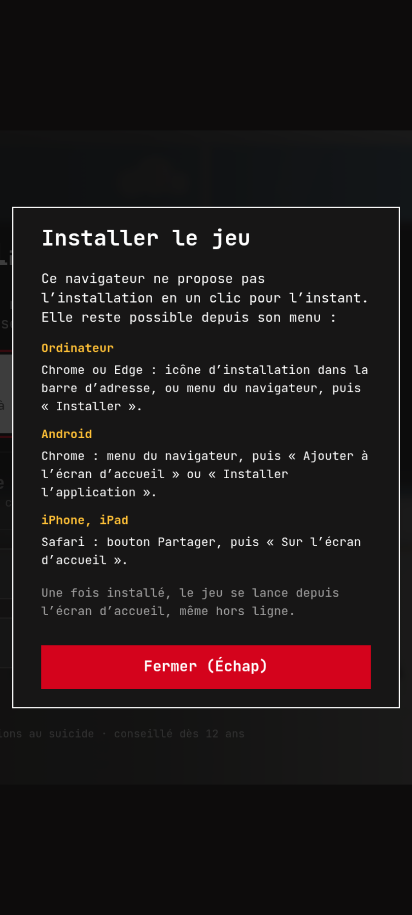 Installer le jeu
Ce navigateur ne propose pas
l’installation en un clic pour l’instant.
Elle reste possible depuis son menu :
Ordinateur
Chrome ou Edge : icône d’installation dans la
barre d’adresse, ou menu du navigateur, puis
« Installer ».
Android
Chrome : menu du navigateur, puis « Ajouter à
l’écran d’accueil » ou « Installer
l’application ».
iPhone, iPad
Safari : bouton Partager, puis « Sur l’écran
d’accueil ».
Une fois installé, le jeu se lance depuis
l’écran d’accueil, même hors ligne.
Fermer (Échap)
au suicide · conseillé dès 12 ans